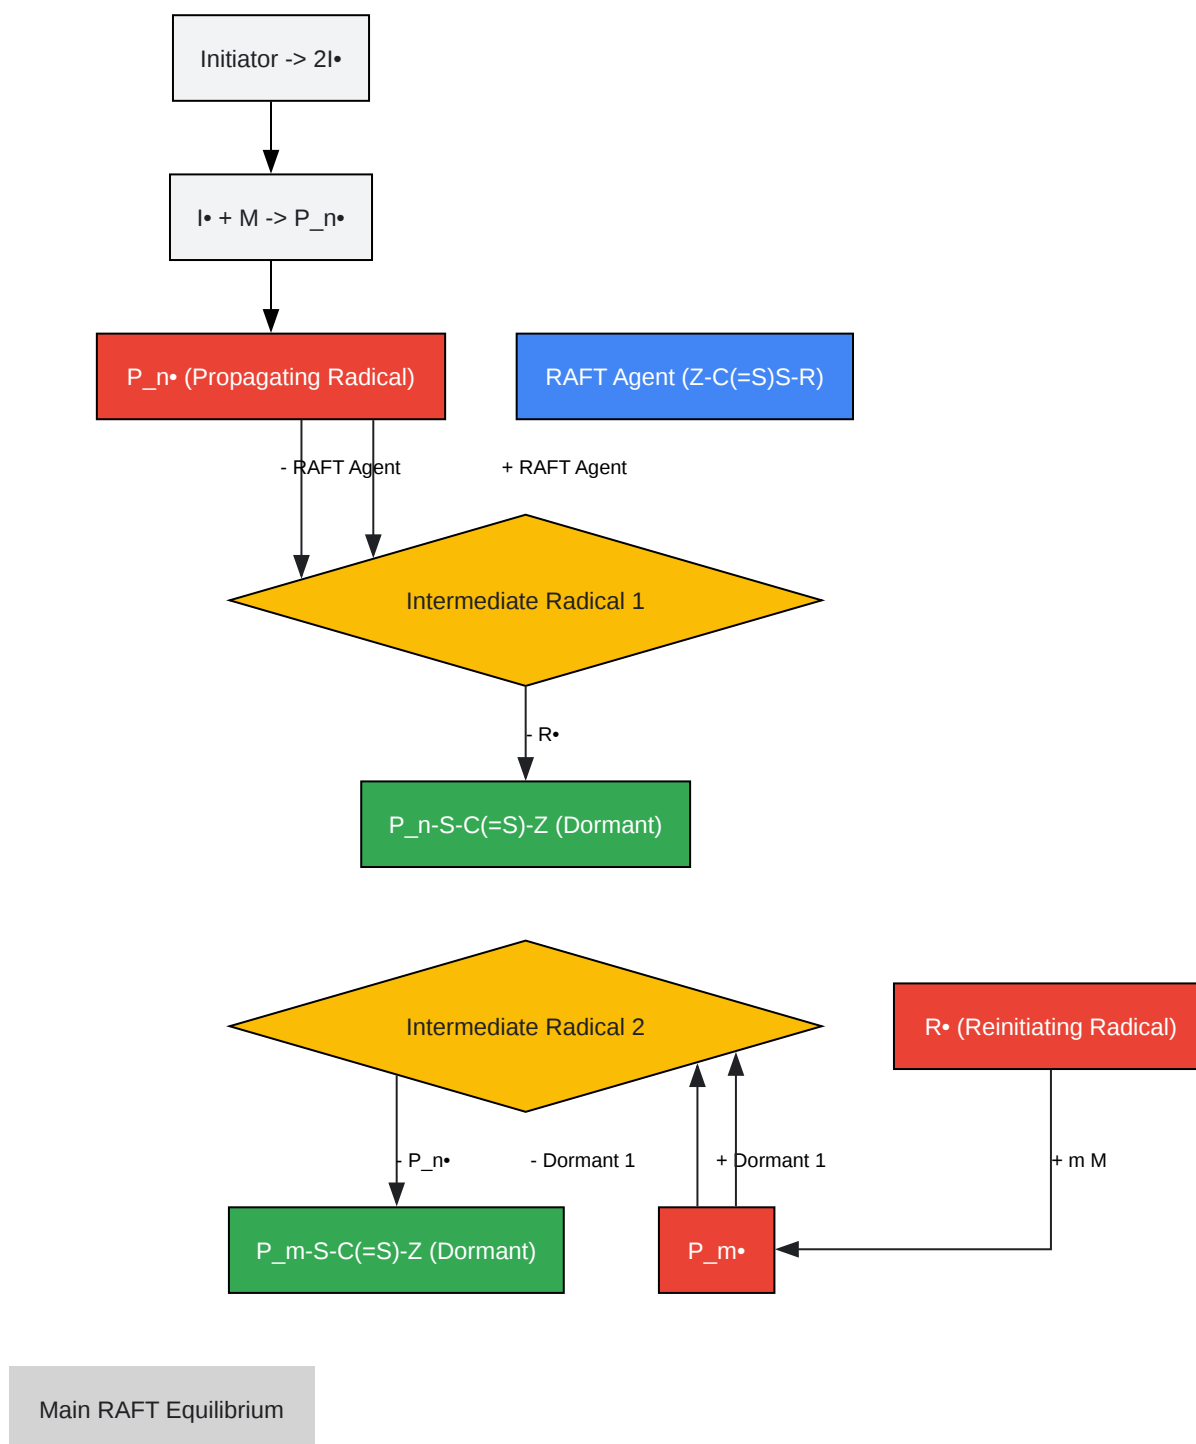 Initiator -> 2I•
I• + M -> P_n•
P_n• (Propagating Radical)
RAFT Agent (Z-C(=S)S-R)
- RAFT Agent
+ RAFT Agent
Intermediate Radical 1
- R•
P_n-S-C(=S)-Z (Dormant)
Intermediate Radical 2
R• (Reinitiating Radical)
- P_n•
- Dormant 1
+ Dormant 1
+ m M
P_m-S-C(=S)-Z (Dormant)
P_m•
Main RAFT Equilibrium